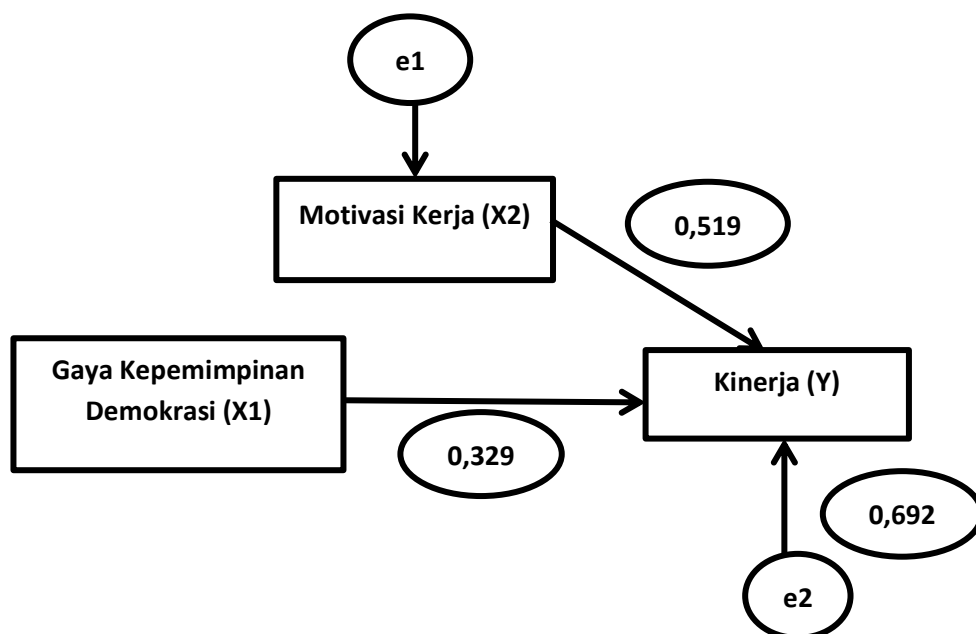 e1
Motivasi Kerja (X2)
0,519
Gaya Kepemimpinan
Demokrasi (X1)
Kinerja (Y)
0,329
0,692
e2